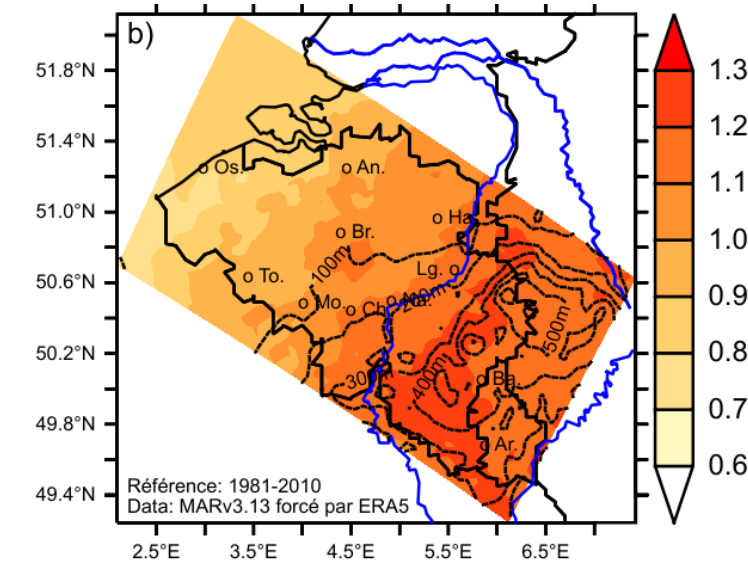 b)
51.8°N
51.4°N
51.0°N
50.6°N
50.2°N
49.8°N
49.4°N
Os.
An.
Ha.
Br.
100m
Lg.
To.
Mo.
Ch.
Na.
200m
500m
300m
400m
Ba.
Ar.
Référence: 1981-2010
Data: MARv3.13 forcé par ERA5
2.5°E 3.5°E 4.5°E 5.5°E 6.5°E
1.3
1.2
1.1
1.0
0.9
0.8
0.7
0.6